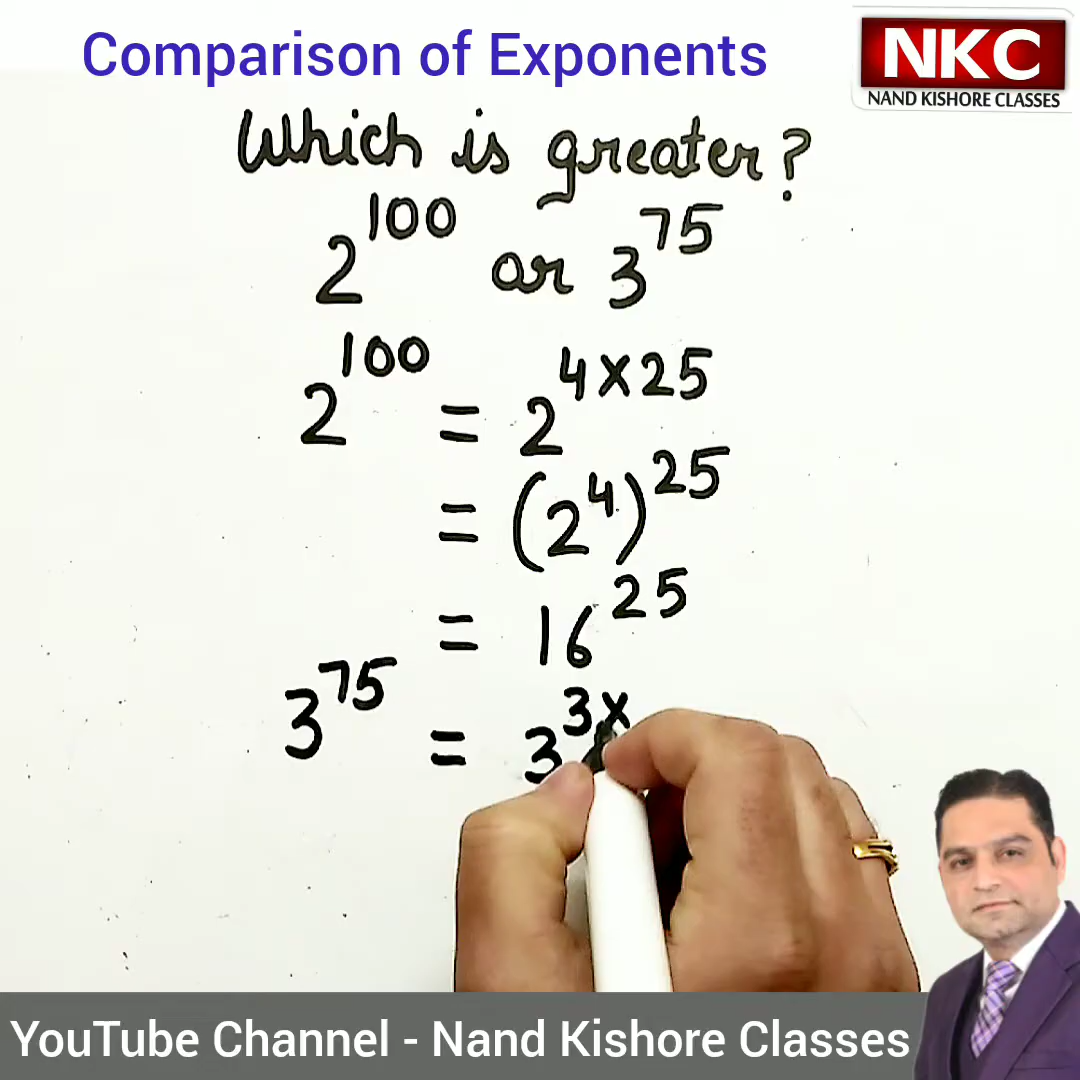 Comparison of Exponents
NKC
NAND KISHORE CLASSES
Which is greater?
2^100 or 3^75
2^100 = 2^4×25
= (2^4)^25
= 16^25
3^75 = 3^3×
YouTube Channel - Nand Kishore Classes